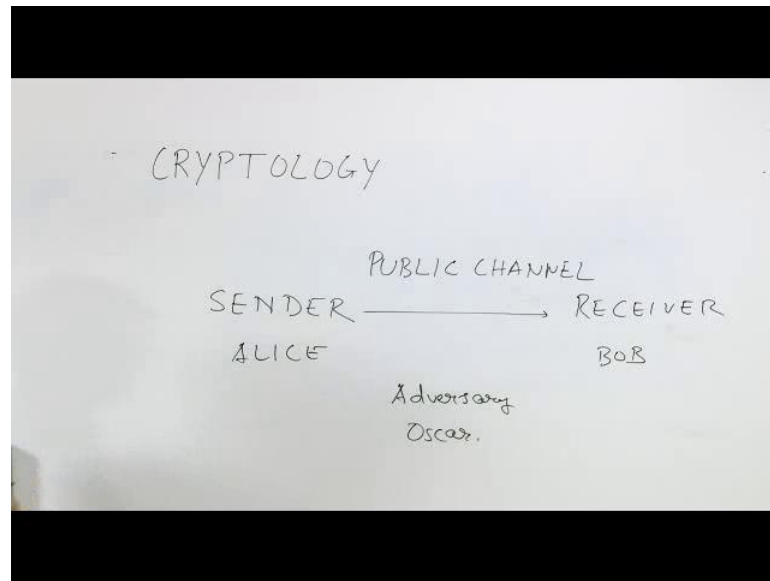 CRYPTOLOGY
PUBLIC CHANNEL
SENDER RECEIVER
ALICE BOB
Adversary
Oscar.